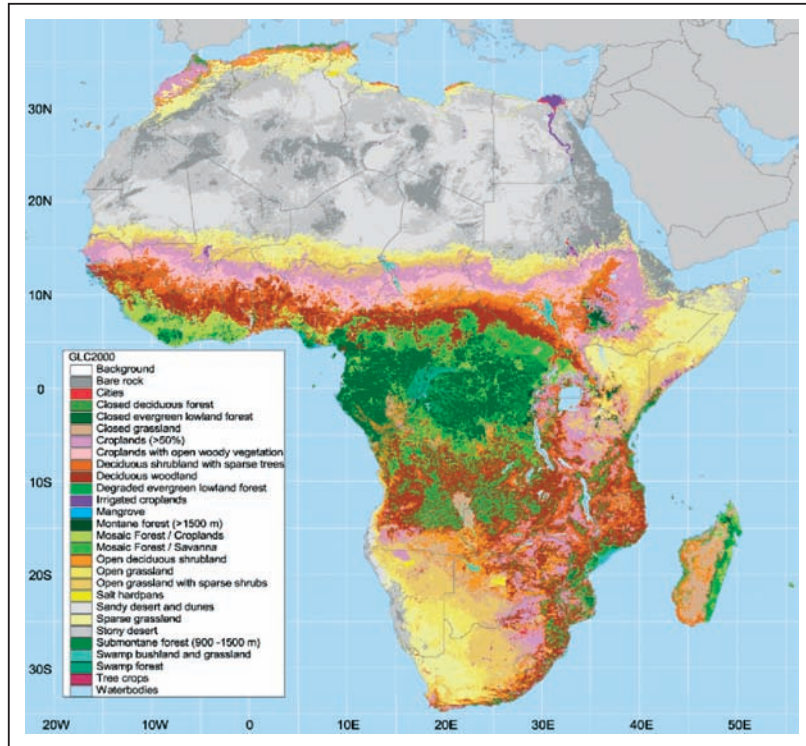 30N
20N
10N
0
10S
20S
30S
GLC2000
Background
Bare rock
Cities
Closed deciduous forest
Closed evergreen lowland forest
Closed grassland
Croplands (>50%)
Croplands with open woody vegetation
Deciduous shrubland with sparse trees
Deciduous woodland
Degraded evergreen lowland forest
Irrigated croplands
Mangrove
Montane forest (>1500 m)
Mosaic Forest / Croplands
Mosaic Forest / Savanna
Open deciduous shrubland
Open grassland
Open grassland with sparse shrubs
Salt hardpans
Sandy desert and dunes
Sparse grassland
Stony desert
Submontane forest (900 -1500 m)
Swamp bushland and grassland
Swamp forest
Tree crops
Waterbodies
20W 10W 0 10E 20E 30E 40E 50E